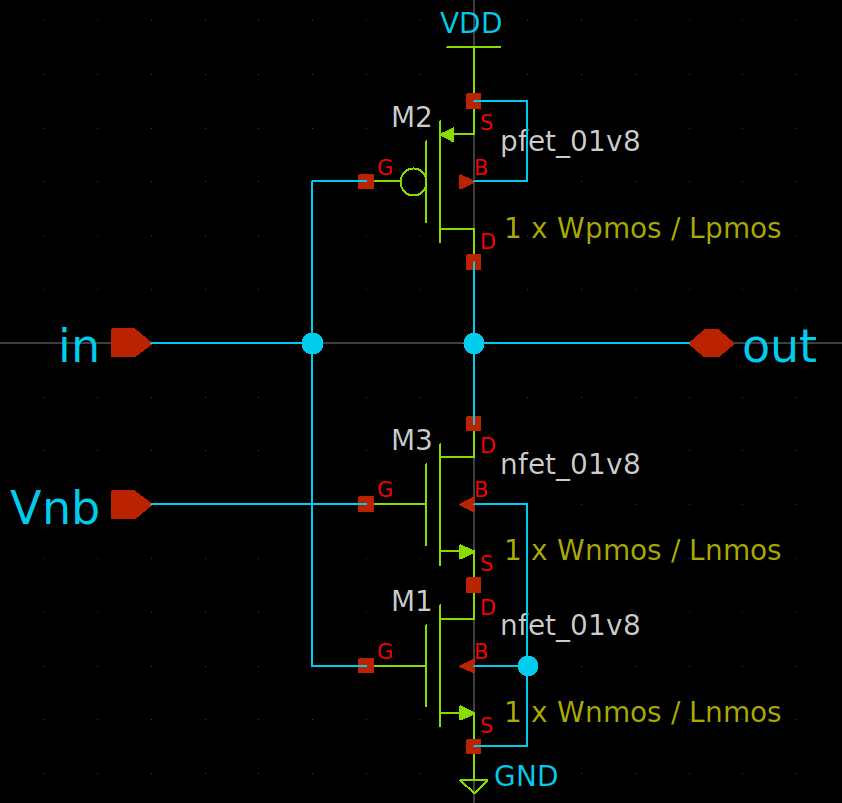 VDD
M2
S
pfet_01v8
G
B
1 x Wpmos / Lpmos
D
in
out
M3
D
nfet_01v8
G
B
Vnb
1 x Wnmos / Lnmos
S
M1
D
nfet_01v8
G
B
1 x Wnmos / Lnmos
S
GND